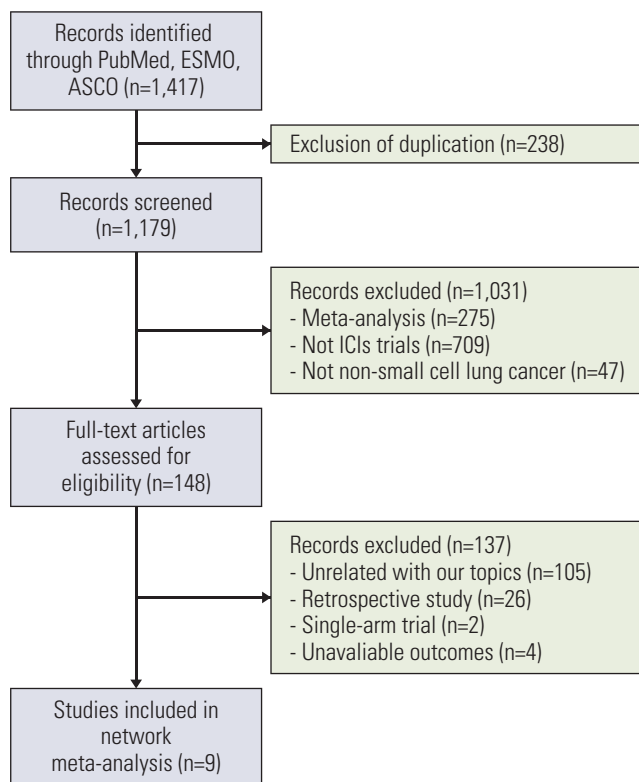 Records identified
through PubMed, ESMO,
ASCO (n=1,417)
Exclusion of duplication (n=238)
Records screened
(n=1,179)
Records excluded (n=1,031)
- Meta-analysis (n=275)
- Not ICIs trials (n=709)
- Not non-small cell lung cancer (n=47)
Full-text articles
assessed for
eligibility (n=148)
Records excluded (n=137)
- Unrelated with our topics (n=105)
- Retrospective study (n=26)
- Single-arm trial (n=2)
- Unavaliable outcomes (n=4)
Studies included in
network
meta-analysis (n=9)